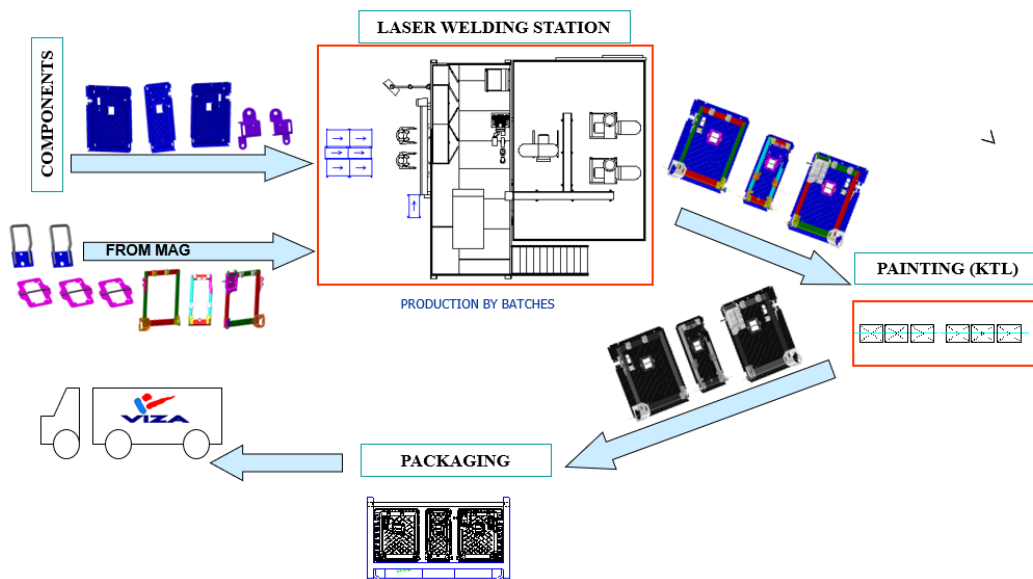 LASER WELDING STATION
COMPONENTS
FROM MAG
PRODUCTION BY BATCHES
PAINTING (KTL)
VIZA
PACKAGING